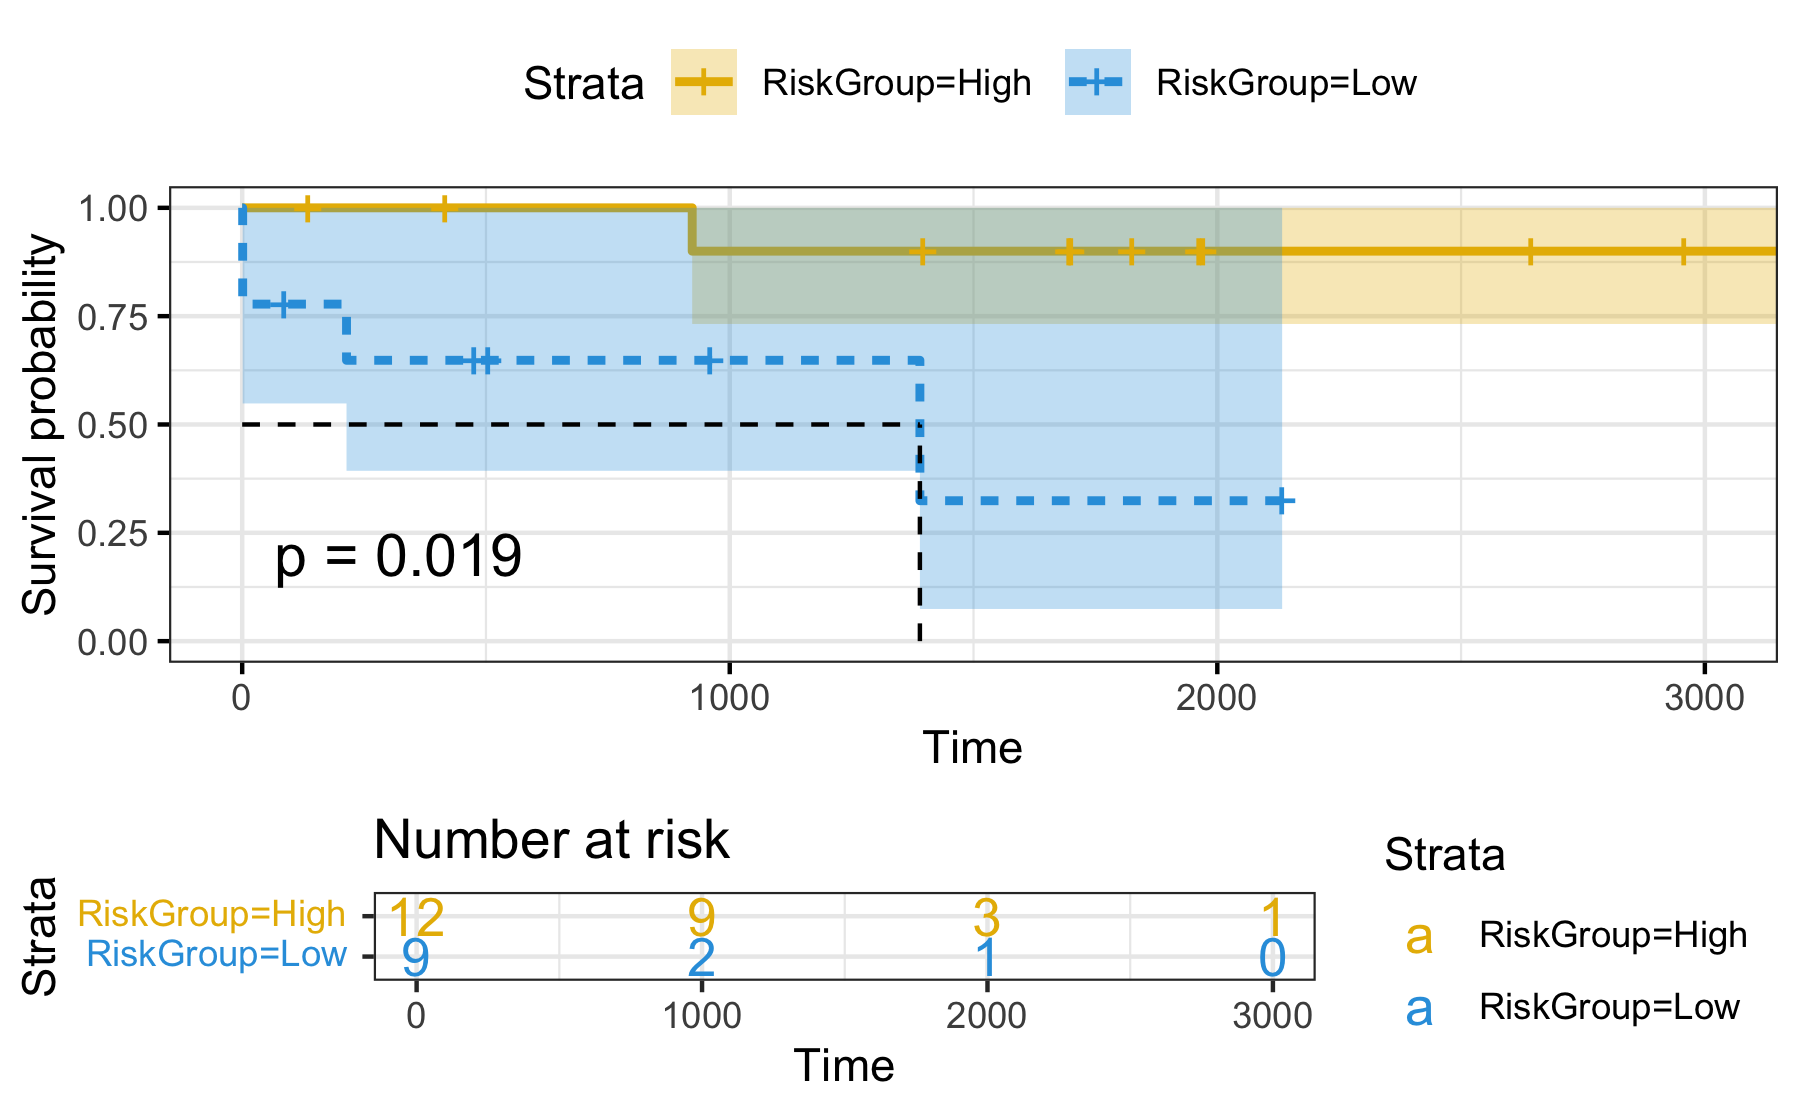 Strata RiskGroup=High RiskGroup=Low
Survival probability
1.00
0.75
0.50
0.25
0.00
p = 0.019
0 1000 2000 3000
Time
Number at risk
Strata
RiskGroup=High 12 9 3 1
RiskGroup=Low 9 2 1 0
0 1000 2000 3000
Time
Strata
a RiskGroup=High
a RiskGroup=Low